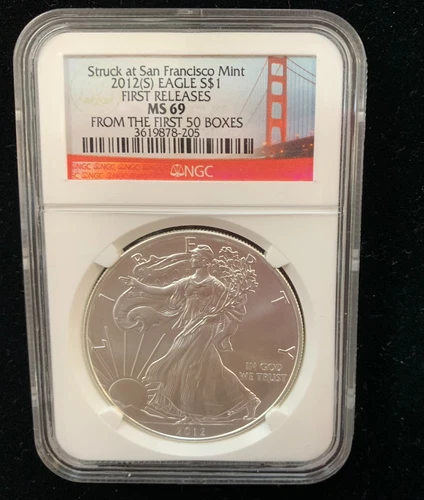 Struck at San Francisco Mint
2012(S) EAGLE S$1
FIRST RELEASES
MS 69
FROM THE FIRST 50 BOXES
3619878-205
NGC
LIBERTY
IN GOD
WE TRUST
2012